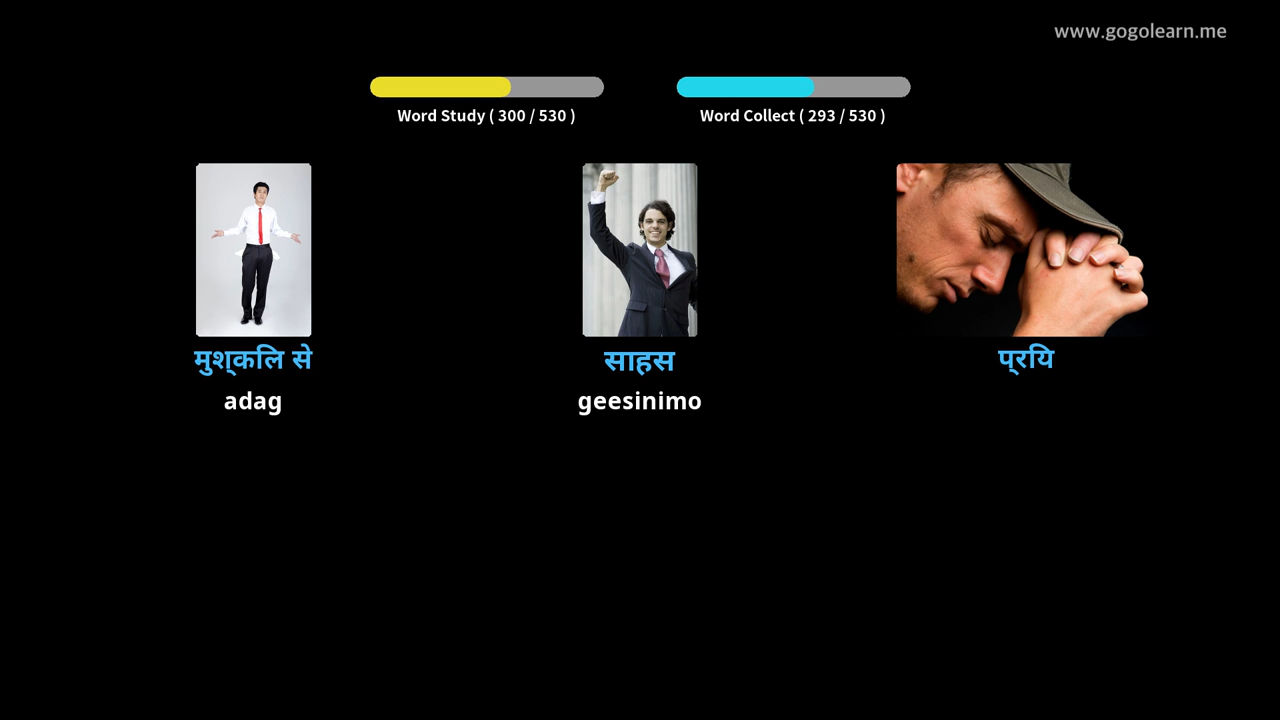 www.gogolearn.me
Word Study ( 300 / 530 )
Word Collect ( 293 / 530 )
मुश्कलि से
साहस
प्रयि
adag
geesinimo